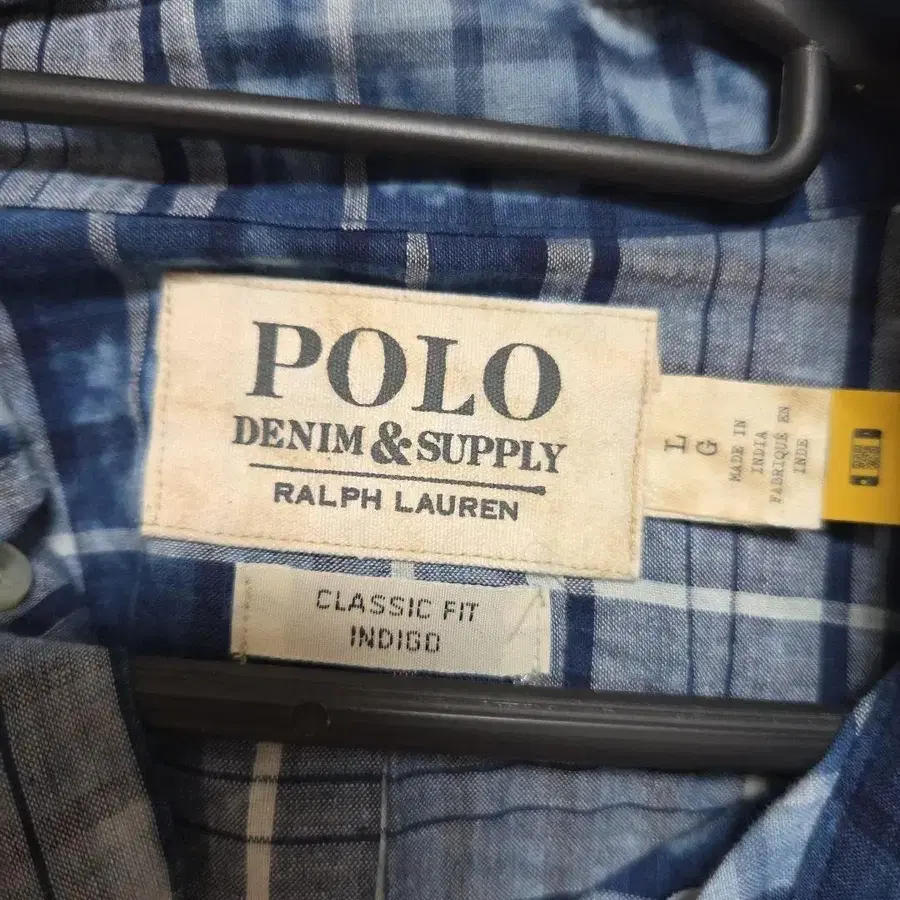 POLO
DENIM & SUPPLY
RALPH LAUREN
L
G
MADE IN
INDIA
FABRIQUÉ EN
INDE
CLASSIC FIT
INDIGO